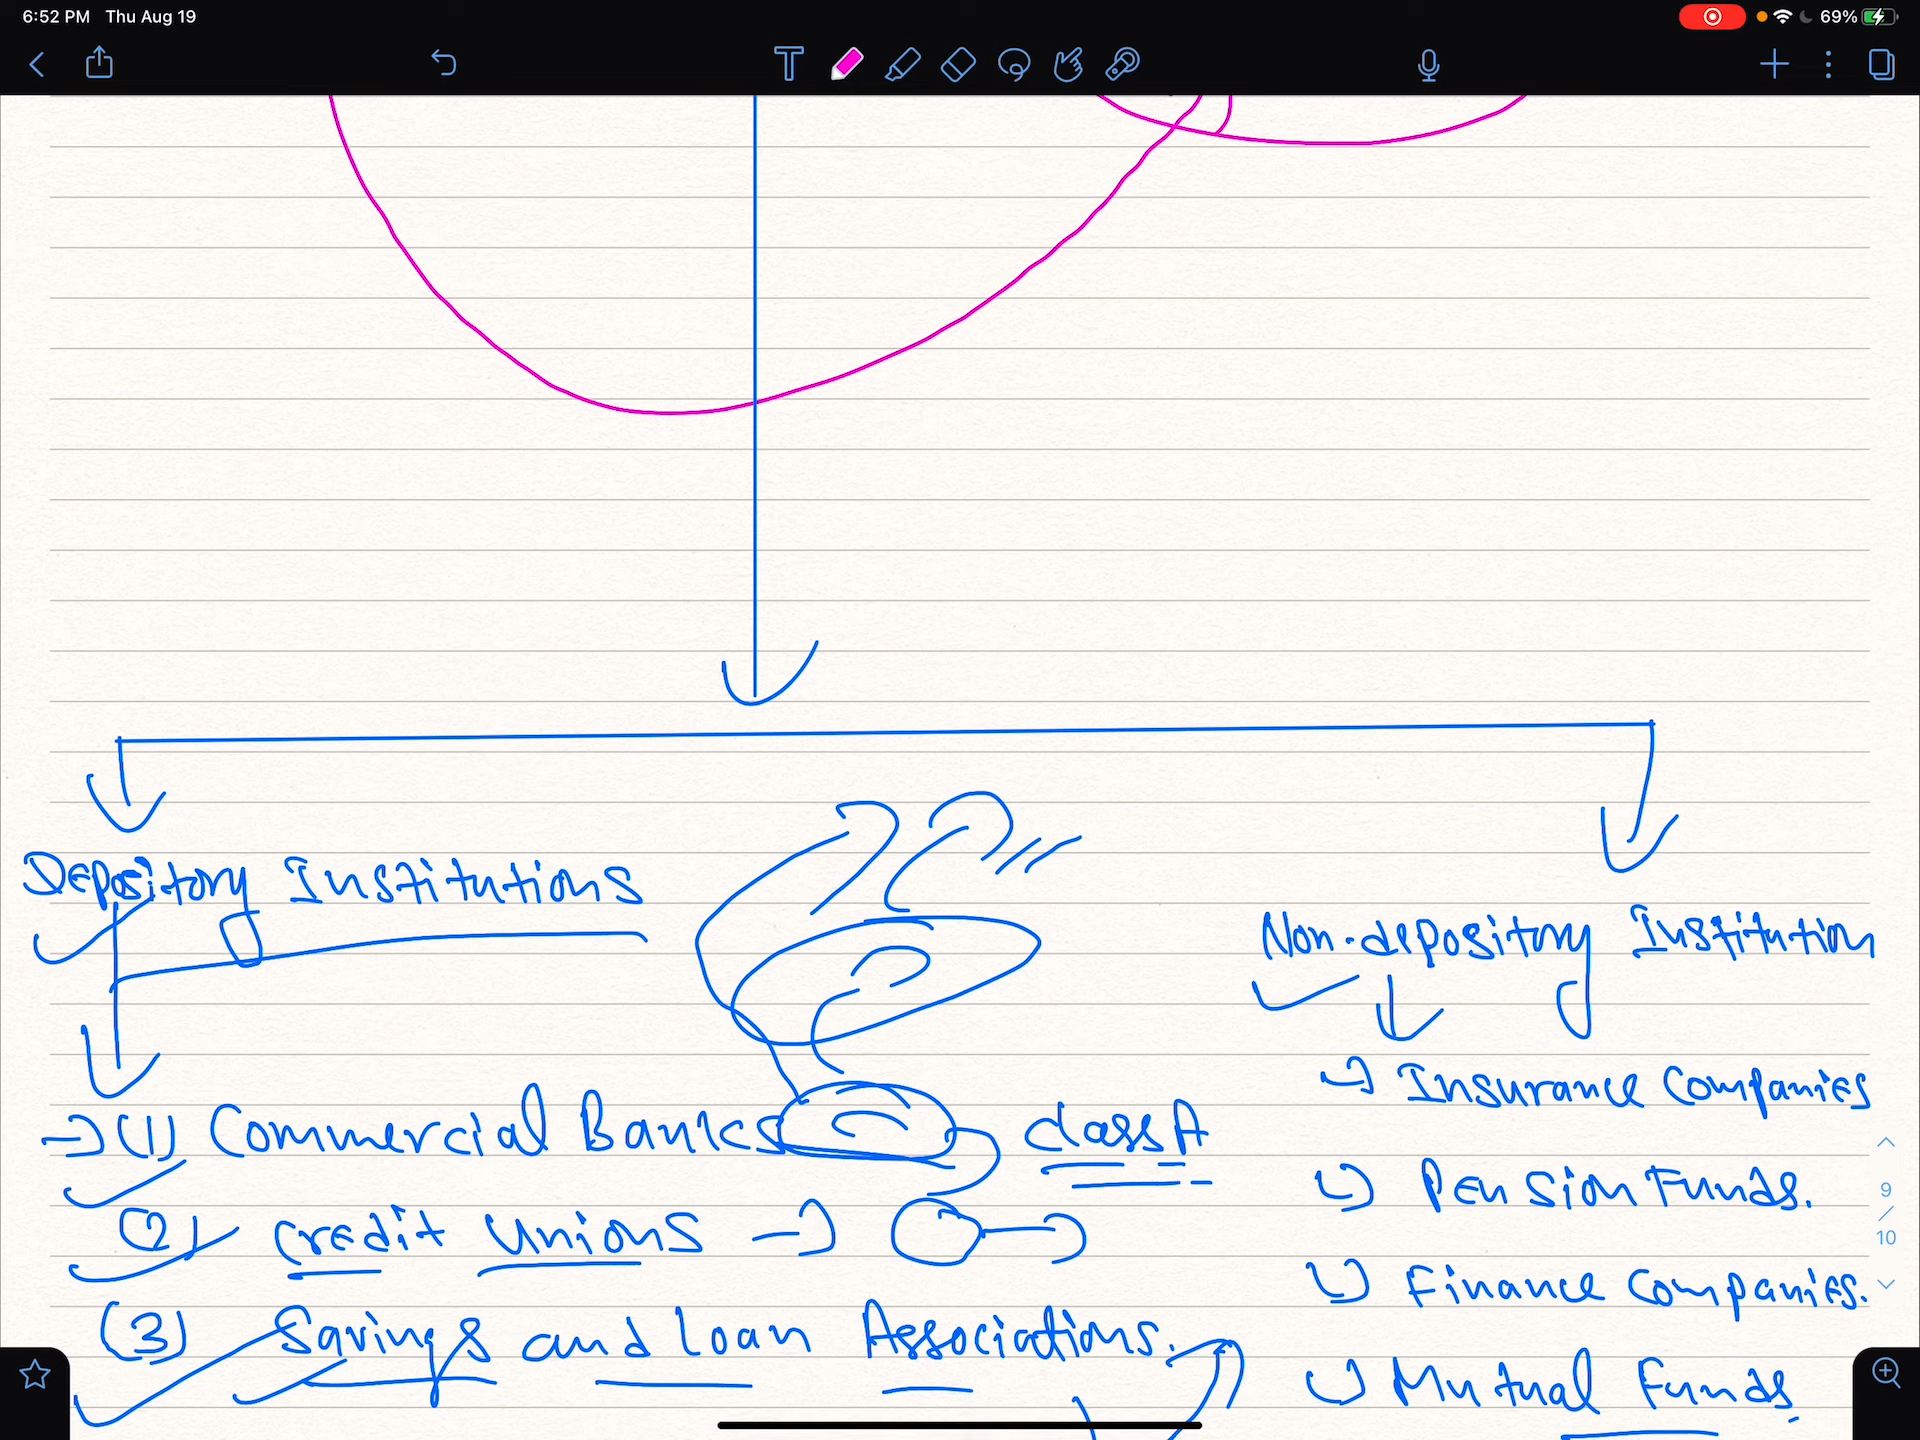 6:52 PM Thu Aug 19
69%
T
Depository Institutions
Non-depository Institution
Insurance Companies
(1) Commercial Banks class A
Pension Funds.
9
/
10
(2) credit unions
Finance Companies.
(3) Savings and Loan Associations.
Mutual Funds